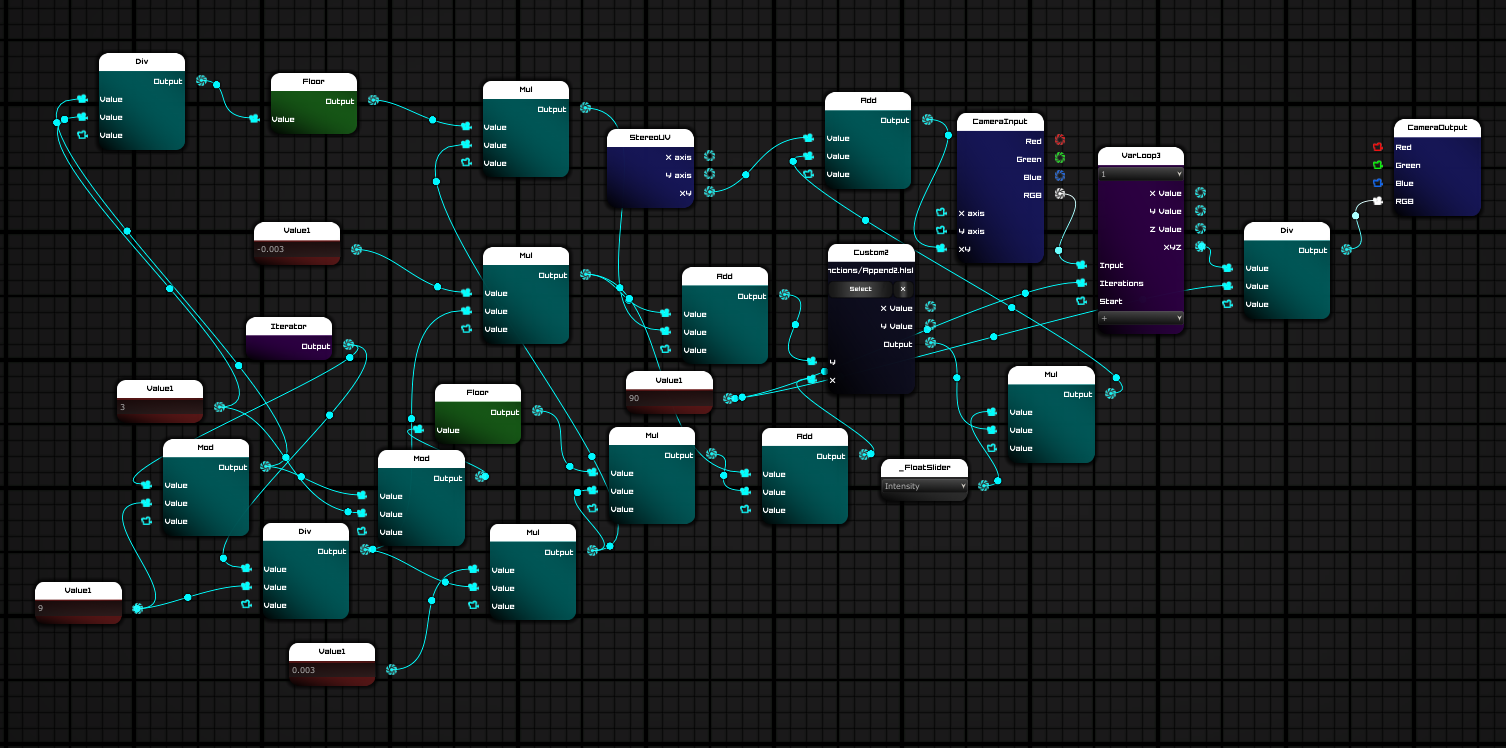 Div
Output
Value
Value
Value
Floor
Output
Value
Mul
Output
Value
Value
Value
StereoUV
X axis
Y axis
XY
Add
Output
Value
Value
Value
CameraInput
Red
Green
Blue
RGB
X axis
Y axis
XY
VarLoop3
1
X Value
Y Value
Z Value
XYZ
Input
Iterations
Start
+
CameraOutput
Red
Green
Blue
RGB
Div
Output
Value
Value
Value
Value1
-0.003
Mul
Output
Value
Value
Value
Add
Output
Value
Value
Value
Custom2
nctions/Append2.hlsl
Select x
X Value
Y Value
Output
Y
X
Iterator
Output
Value1
3
Floor
Output
Value
Value1
90
Mul
Output
Value
Value
Value
Mod
Output
Value
Value
Value
Mod
Output
Value
Value
Value
Mul
Output
Value
Value
Value
Add
Output
Value
Value
Value
_FloatSlider
Intensity
Div
Output
Value
Value
Value
Mul
Output
Value
Value
Value
Value1
9
Value1
0.003